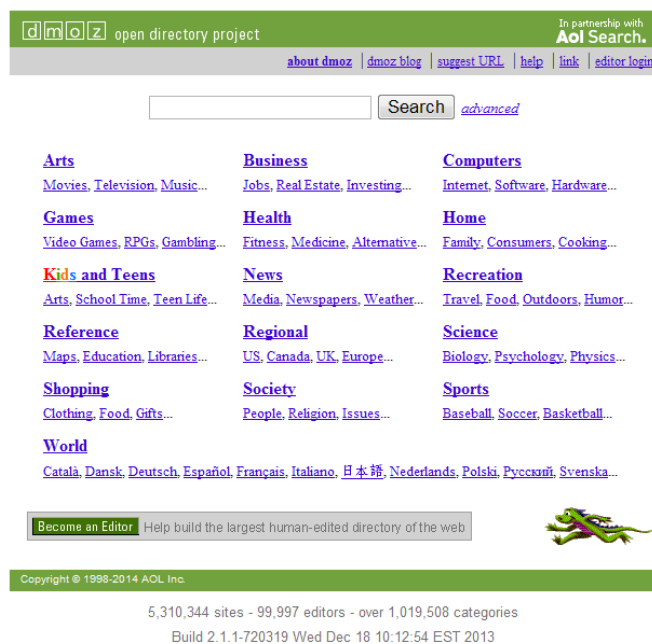 dmoz open directory project
In partnership with
Aol Search.
about dmoz | dmoz blog | suggest URL | help | link | editor login
Search advanced
Arts Business Computers
Movies, Television, Music... Jobs, Real Estate, Investing... Internet, Software, Hardware...
Games Health Home
Video Games, RPGs, Gambling... Fitness, Medicine, Alternative... Family, Consumers, Cooking...
Kids and Teens News Recreation
Arts, School Time, Teen Life... Media, Newspapers, Weather... Travel, Food, Outdoors, Humor...
Reference Regional Science
Maps, Education, Libraries... US, Canada, UK, Europe... Biology, Psychology, Physics...
Shopping Society Sports
Clothing, Food, Gifts... People, Religion, Issues... Baseball, Soccer, Basketball...
World
Català, Dansk, Deutsch, Español, Français, Italiano, 日本語, Nederlands, Polski, Русский, Svenska...
Become an Editor Help build the largest human-edited directory of the web
Copyright © 1998-2014 AOL Inc.
5,310,344 sites - 99,997 editors - over 1,019,508 categories
Build 2.1.1-720319 Wed Dec 18 10:12:54 EST 2013